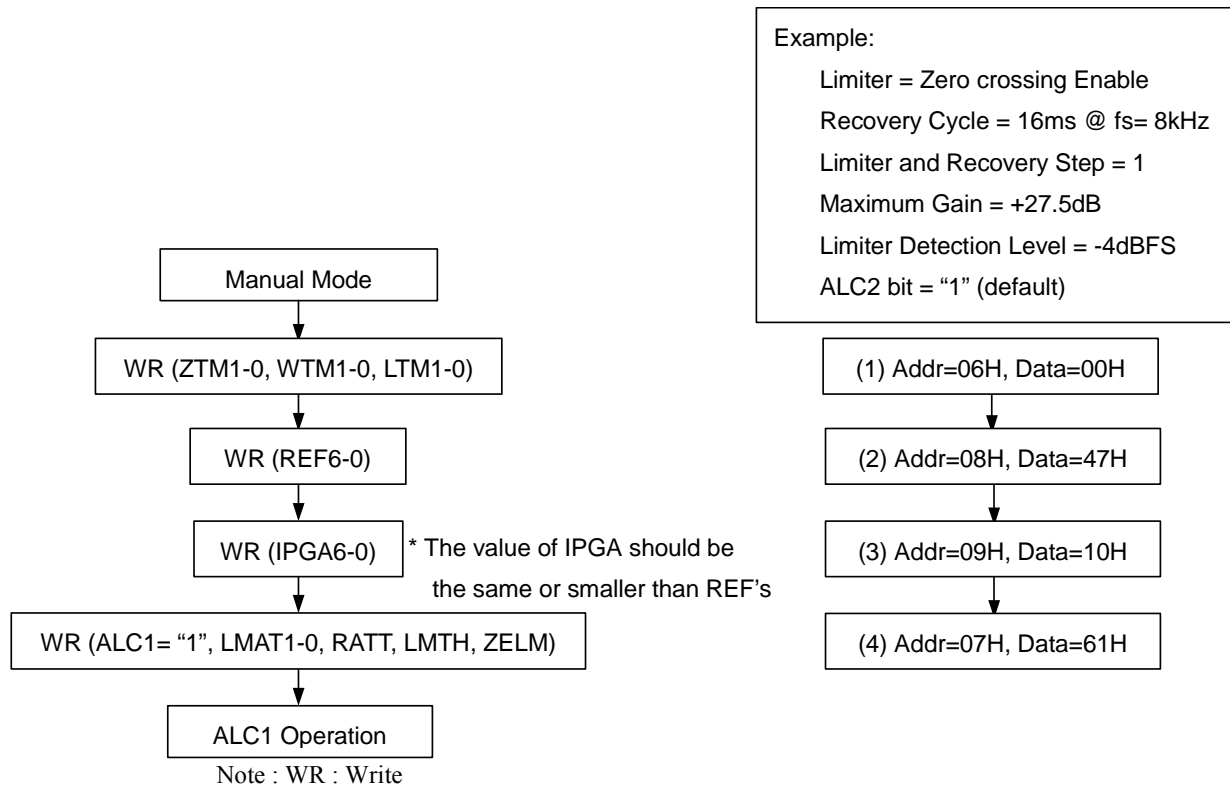 Example:
Limiter = Zero crossing Enable
Recovery Cycle = 16ms @ fs= 8kHz
Limiter and Recovery Step = 1
Maximum Gain = +27.5dB
Limiter Detection Level = -4dBFS
ALC2 bit = “1” (default)
Manual Mode
WR (ZTM1-0, WTM1-0, LTM1-0)
WR (REF6-0)
WR (IPGA6-0)
* The value of IPGA should be
the same or smaller than REF’s
WR (ALC1= “1”, LMAT1-0, RATT, LMTH, ZELM)
ALC1 Operation
Note : WR : Write
(1) Addr=06H, Data=00H
(2) Addr=08H, Data=47H
(3) Addr=09H, Data=10H
(4) Addr=07H, Data=61H